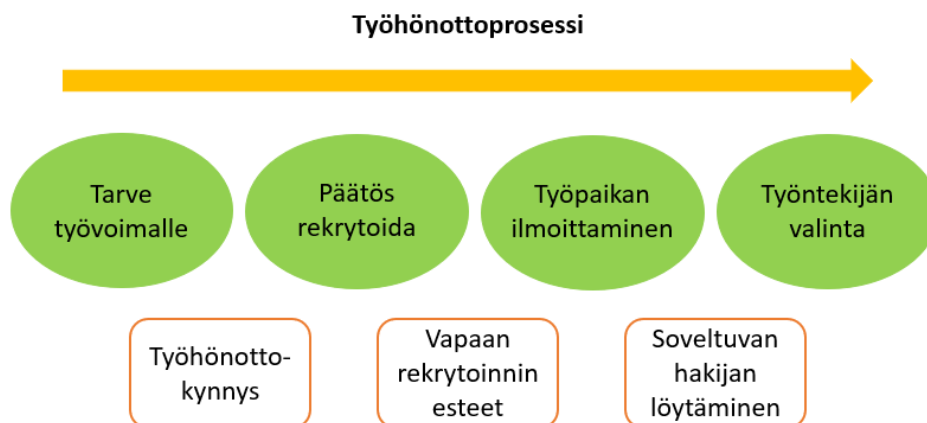 Työhönottoprosessi
Tarve
työvoimalle
Päätös
rekrytoida
Työpaikan
ilmoittaminen
Työntekijän
valinta
Työhönotto-
kynnys
Vapaan
rekrytoinnin
esteet
Soveltuvan
hakijan
löytäminen